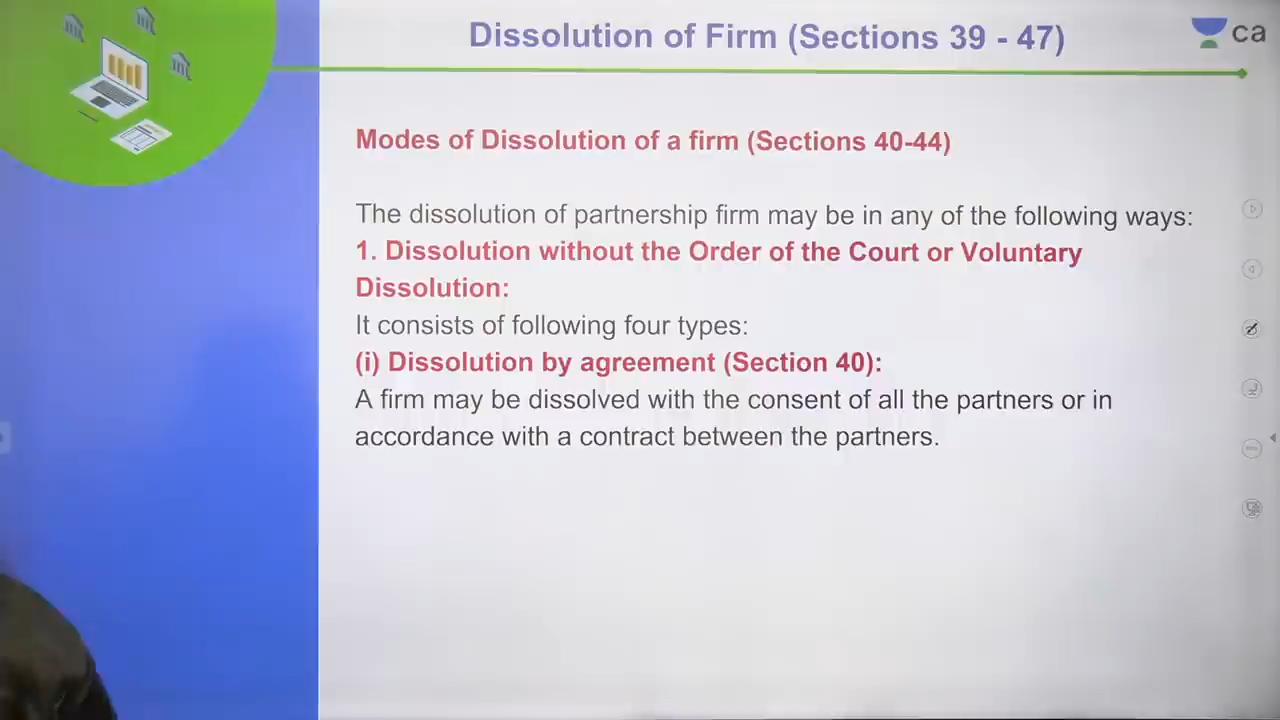 Dissolution of Firm (Sections 39 - 47)
ca
Modes of Dissolution of a firm (Sections 40-44)
The dissolution of partnership firm may be in any of the following ways:
1. Dissolution without the Order of the Court or Voluntary
Dissolution:
It consists of following four types:
(i) Dissolution by agreement (Section 40):
A firm may be dissolved with the consent of all the partners or in
accordance with a contract between the partners.